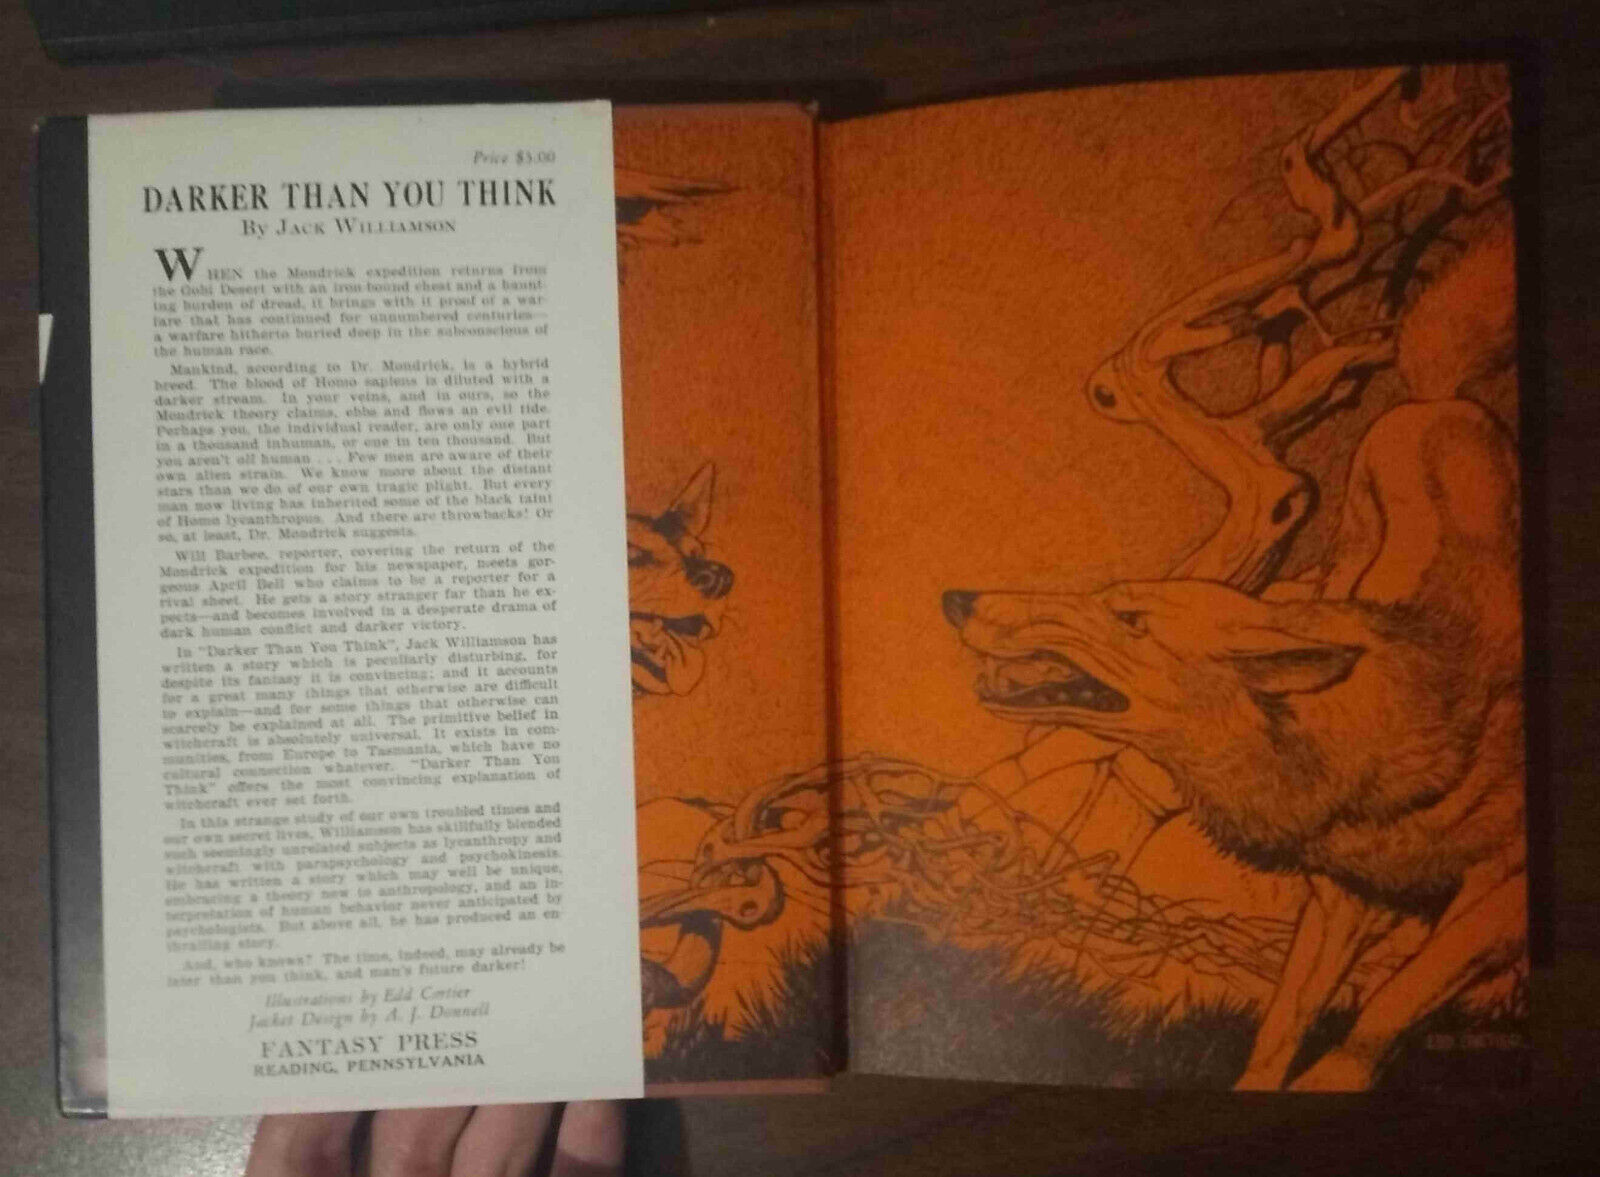 Price $3.00
DARKER THAN YOU THINK
By JACK WILLIAMSON
WHEN the Mondrick expedition returns from
the Gobi Desert with an iron bound chest and a haunt-
ing burden of dread, it brings with it proof of a war-
fare that has continued for unnumbered centuries—
a warfare hitherto buried deep in the subconscious of
the human race.
Mankind, according to Dr. Mondrick, is a hybrid
breed. The blood of Homo sapiens is diluted with a
darker stream. In your veins, and in ours, so the
Mondrick theory claims, ebbs and flows an evil tide.
Perhaps you, the individual reader, are only one part
in a thousand inhuman, or one in ten thousand. But
you aren't all human . . . Few men are aware of their
own alien strain. We know more about the distant
stars than we do of our own tragic plight. But every
man now living has inherited some of the black taint
of Homo lycanthropus. And there are throwbacks! Or
so, at least, Dr. Mondrick suggests.
Will Barbee, reporter, covering the return of the
Mondrick expedition for his newspaper, meets gor-
geous April Bell who claims to be a reporter for a
rival sheet. He gets a story stranger far than he ex-
pects—and becomes involved in a desperate drama of
dark human conflict and darker victory.
In "Darker Than You Think", Jack Williamson has
written a story which is peculiarly disturbing, for
despite its fantasy it is convincing; and it accounts
for a great many things that otherwise are difficult
to explain—and for some things that otherwise can
scarcely be explained at all. The primitive belief in
witchcraft is absolutely universal. It exists in com-
munities, from Europe to Tasmania, which have no
cultural connection whatever. "Darker Than You
Think" offers the most convincing explanation of
witchcraft ever set forth.
In this strange study of our own troubled times and
our own secret lives, Williamson has skillfully blended
such seemingly unrelated subjects as lycanthropy and
witchcraft with parapsychology and psychokinesis.
He has written a story which may well be unique,
embracing a theory new to anthropology, and an in-
terpretation of human behavior never anticipated by
psychologists. But above all, he has produced an en-
thralling story.
And, who knows? The time, indeed, may already be
later than you think, and man's future darker!
Illustrations by Edd Cartier
Jacket Design by A. J. Donnell
FANTASY PRESS
READING, PENNSYLVANIA
EDD CARTIER